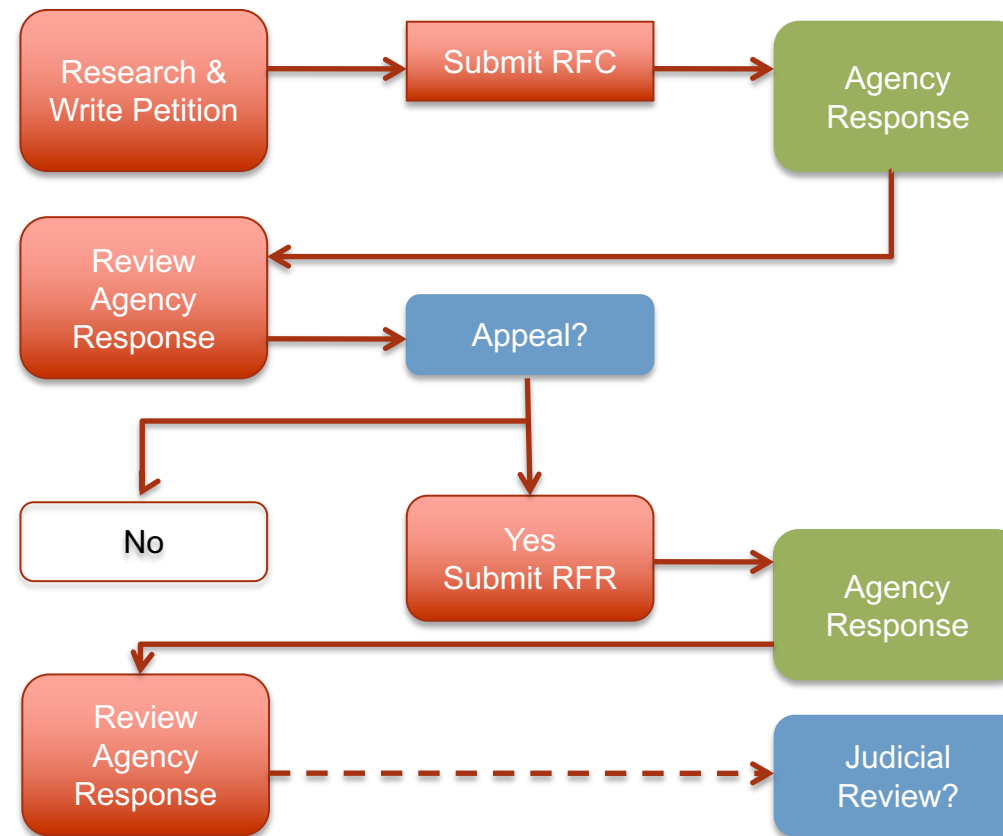 Research &
Write Petition
Submit RFC
Agency
Response
Review
Agency
Response
Appeal?
No
Yes
Submit RFR
Agency
Response
Review
Agency
Response
Judicial
Review?